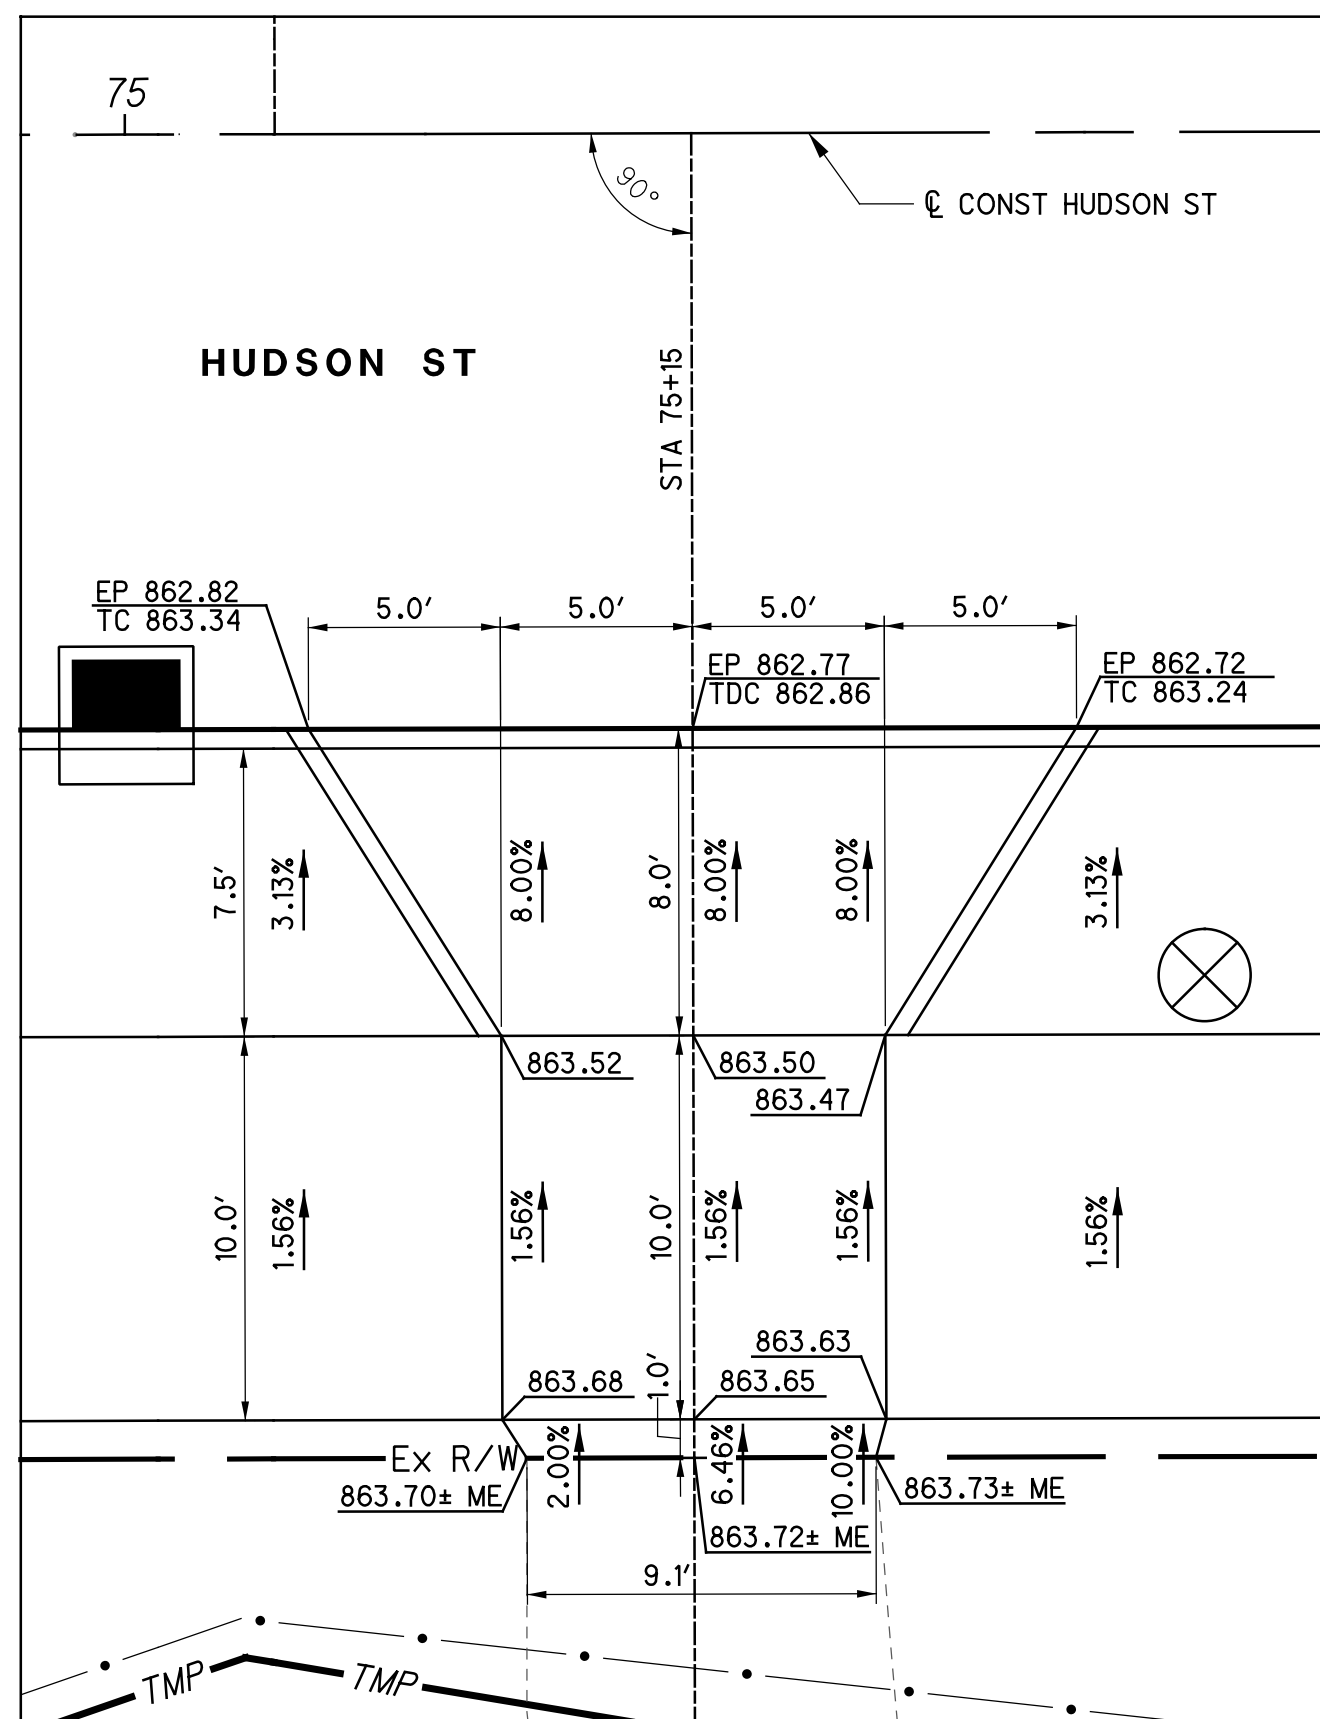 75
90°
℄ CONST HUDSON ST
HUDSON ST
STA 75+15
EP 862.82
TC 863.34
5.0'
5.0'
5.0'
5.0'
EP 862.77
TDC 862.86
EP 862.72
TC 863.24
7.5'
3.13%
8.00%
8.0'
8.00%
8.00%
3.13%
863.52
863.50
863.47
10.0'
1.56%
1.56%
10.0'
1.56%
1.56%
1.56%
863.63
863.68
1.0'
863.65
Ex R/W
2.00%
6.46%
10.00%
863.70± ME
863.73± ME
863.72± ME
9.1'
TMP
TMP